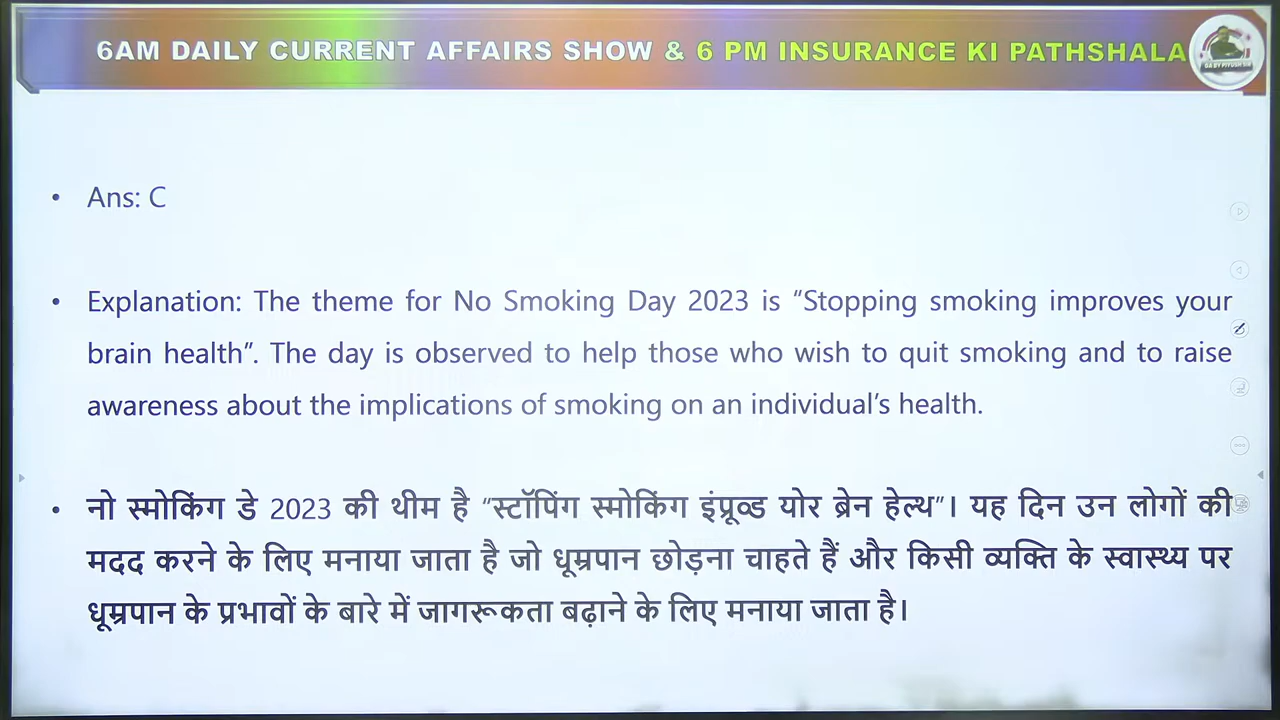 6AM DAILY CURRENT AFFAIRS SHOW & 6 PM INSURANCE KI PATHSHALA
• Ans: C
• Explanation: The theme for No Smoking Day 2023 is “Stopping smoking improves your
brain health”. The day is observed to help those who wish to quit smoking and to raise
awareness about the implications of smoking on an individual’s health.
• नो स्मोकिंग डे 2023 की थीम है “स्टॉपिंग स्मोकिंग इंप्रूव्ड योर ब्रेन हेल्थ”। यह दिन उन लोगों की
मदद करने के लिए मनाया जाता है जो धूम्रपान छोड़ना चाहते हैं और किसी व्यक्ति के स्वास्थ्य पर
धूम्रपान के प्रभावों के बारे में जागरूकता बढ़ाने के लिए मनाया जाता है।